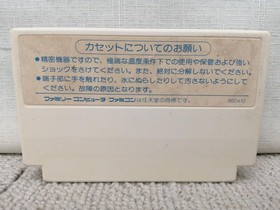 カセットについてのお願い
●精密機器ですので、極端な温度条件下での使用や保管および強い
ショックをさけてください。また、絶対に分解しないでください。
●端子部に手を触れたり、水にぬらしたりして汚さないようにして
ください。故障の原因となります。
ファミリーコンピュータ ファミコンは任天堂の商標です。